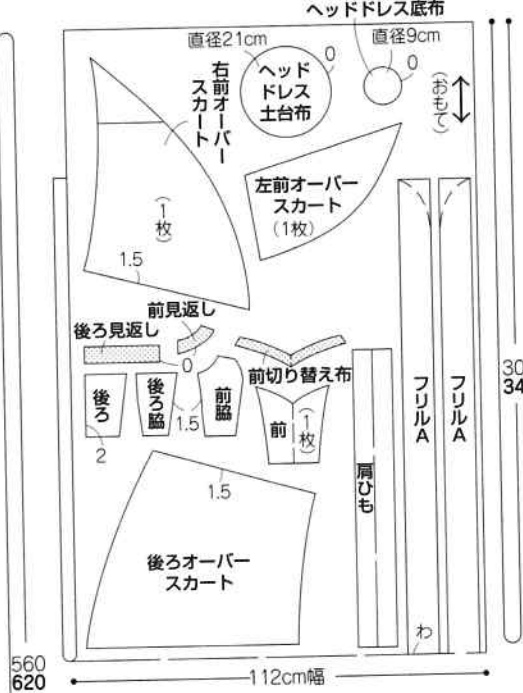 ヘッドドレス底布
直径21cm
直径9cm
0
0
ヘッド
ドレス
土台布
右前オーバー
スカート
(おもて)
左前オーバー
スカート
(1枚)
(1枚)
1.5
前見返し
後ろ見返し
0
前切り替え布
後ろ
後ろ脇
1.5
前脇
前
(1枚)
2
1.5
肩ひも
フリルA
フリルA
後ろオーバー
スカート
わ
30
34
560
620
112cm幅